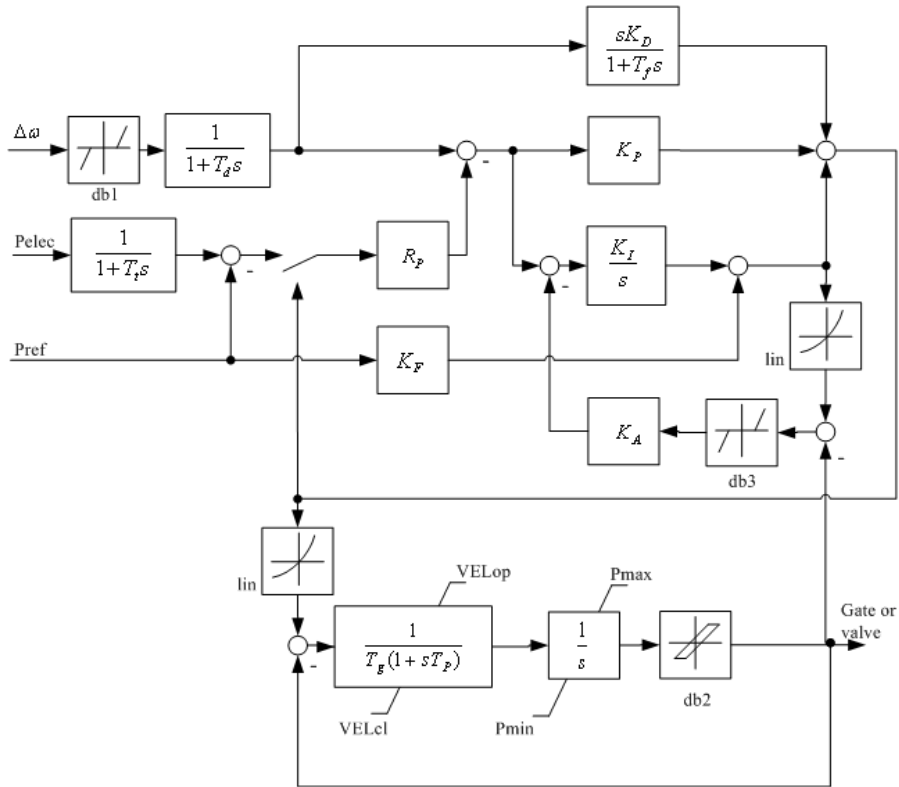 sK_D
1+T_f s
Δω
1
1+T_d s
-
K_P
db1
Pelec
1
1+T_t s
-
R_P
-
K_I
s
Pref
K_F
lin
K_A
db3
-
lin
VELop
Pmax
Gate or
valve
-
1
T_g(1+sT_P)
1
s
db2
VELcl
Pmin